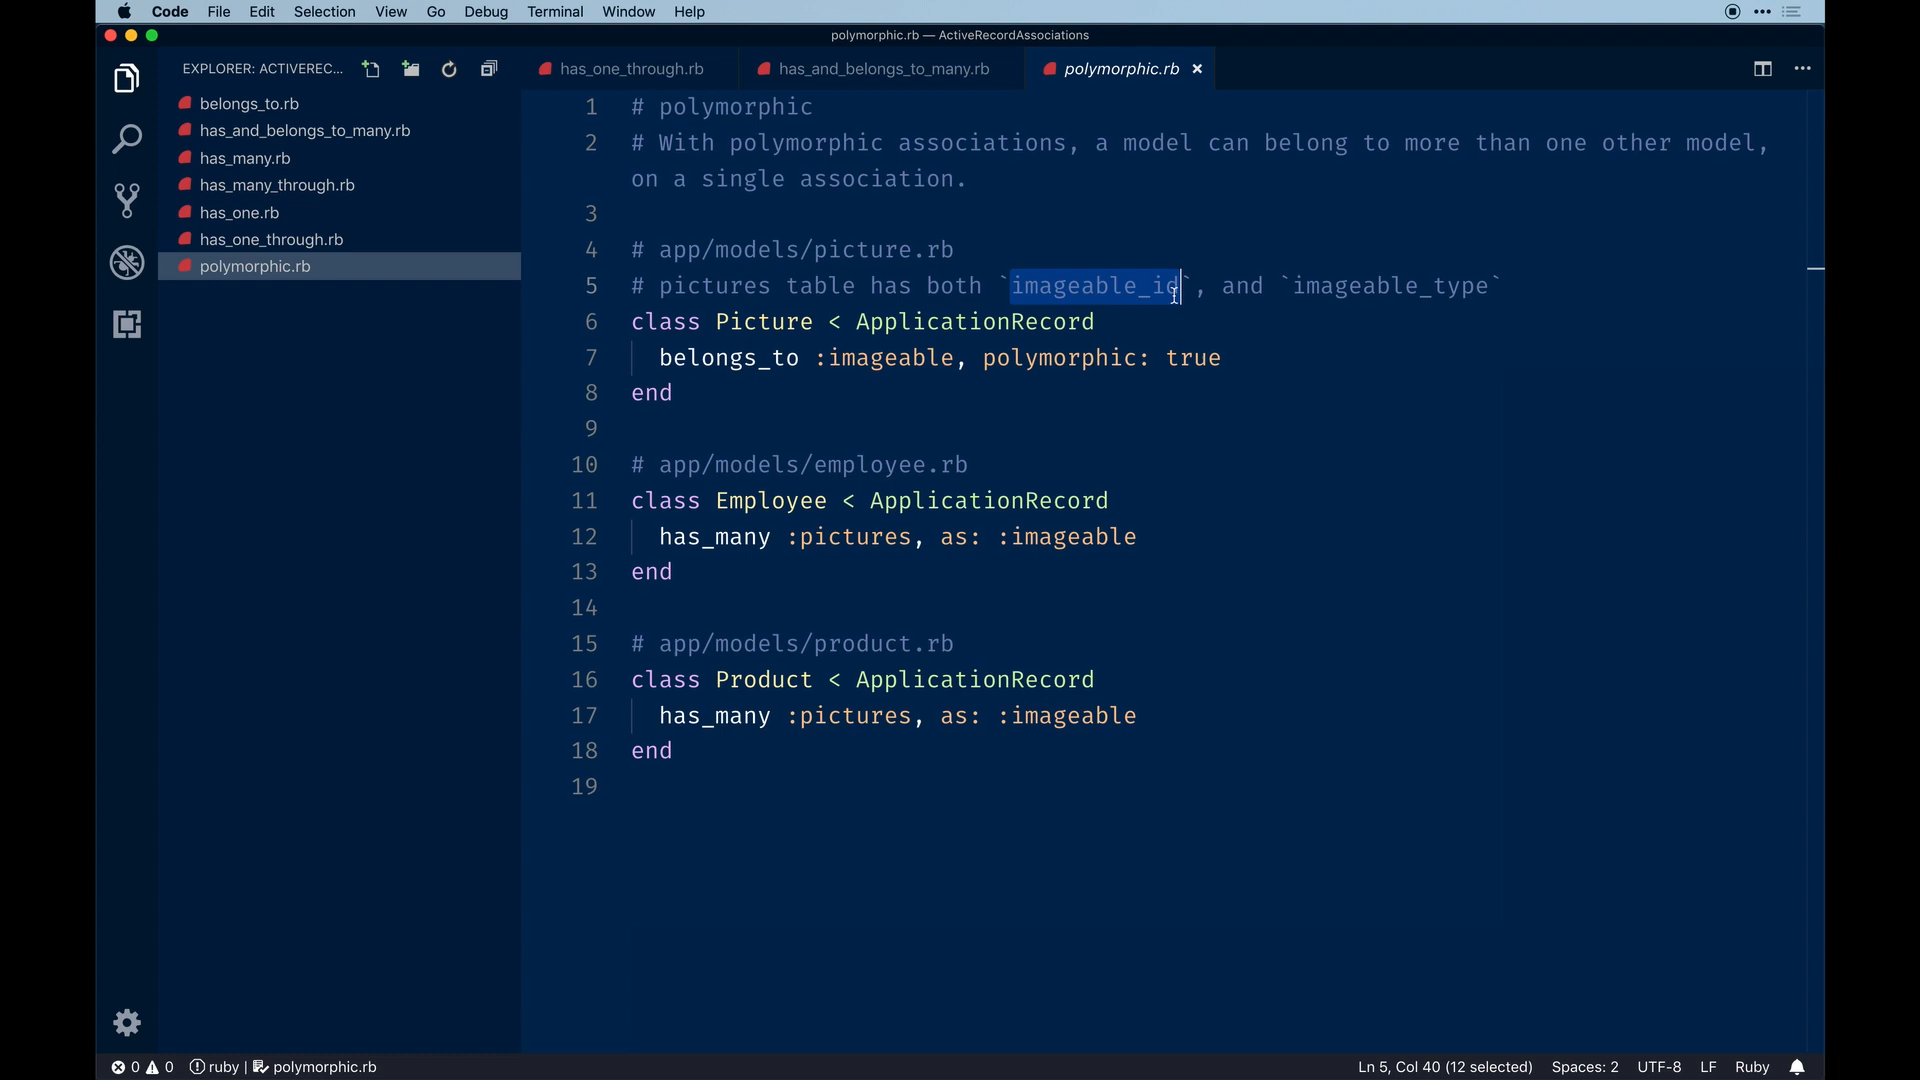 Code File Edit Selection View Go Debug Terminal Window Help
polymorphic.rb — ActiveRecordAssociations
EXPLORER: ACTIVEREC...
has_one_through.rb
has_and_belongs_to_many.rb
polymorphic.rb
belongs_to.rb
has_and_belongs_to_many.rb
has_many.rb
has_many_through.rb
has_one.rb
has_one_through.rb
polymorphic.rb
1 # polymorphic
2 # With polymorphic associations, a model can belong to more than one other model,
on a single association.
3
4 # app/models/picture.rb
5 # pictures table has both `imageable_id`, and `imageable_type`
6 class Picture < ApplicationRecord
7 belongs_to :imageable, polymorphic: true
8 end
9
10 # app/models/employee.rb
11 class Employee < ApplicationRecord
12 has_many :pictures, as: :imageable
13 end
14
15 # app/models/product.rb
16 class Product < ApplicationRecord
17 has_many :pictures, as: :imageable
18 end
19
0 0 ruby | polymorphic.rb Ln 5, Col 40 (12 selected) Spaces: 2 UTF-8 LF Ruby